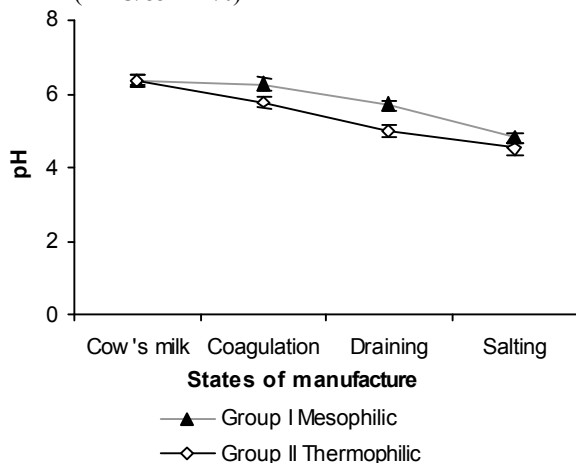 8
6
4
2
0
pH
Cow's milk Coagulation Draining Salting
States of manufacture
Group I Mesophilic
Group II Thermophilic